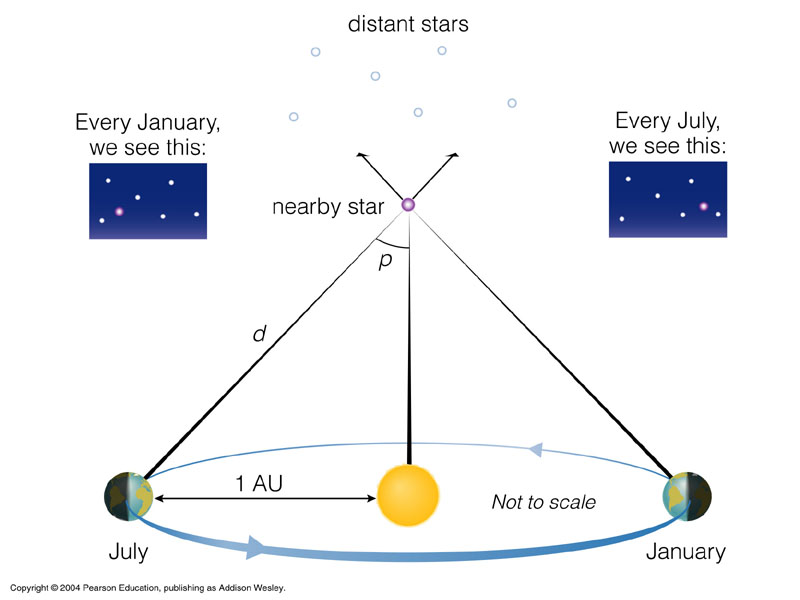 distant stars
Every January,
we see this:
Every July,
we see this:
nearby star
p
d
1 AU
Not to scale
July
January
Copyright © 2004 Pearson Education, publishing as Addison Wesley.